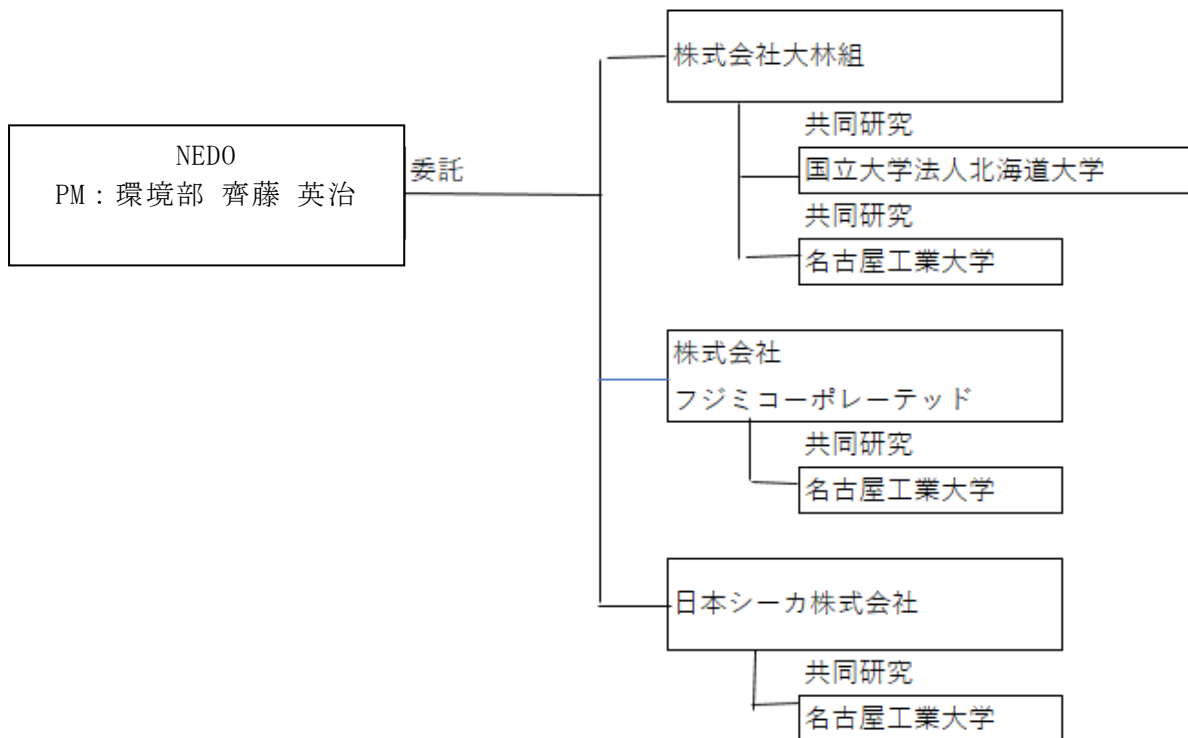 NEDO
PM：環境部 齊藤 英治
委託
株式会社大林組
共同研究
国立大学法人北海道大学
共同研究
名古屋工業大学
株式会社
フジミコーポレーテッド
共同研究
名古屋工業大学
日本シーカ株式会社
共同研究
名古屋工業大学